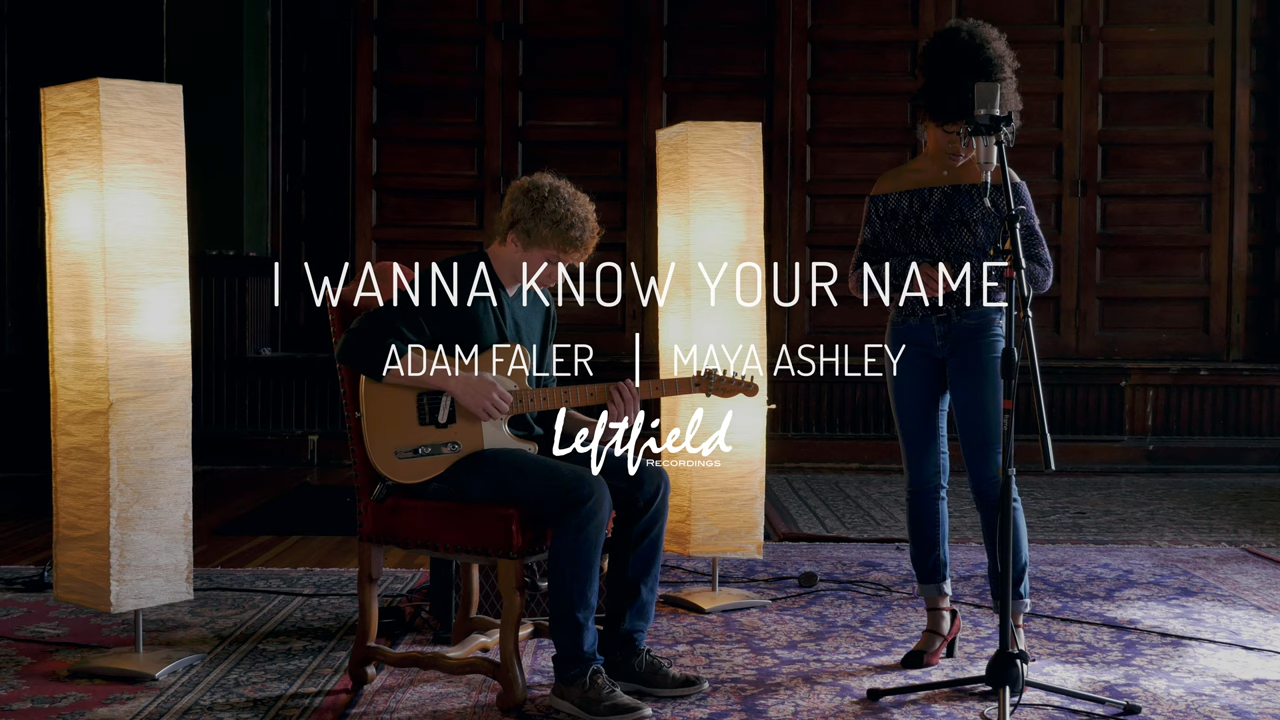 I WANNA KNOW YOUR NAME
ADAM FALER | MAYA ASHLEY
Leftfield
RECORDINGS